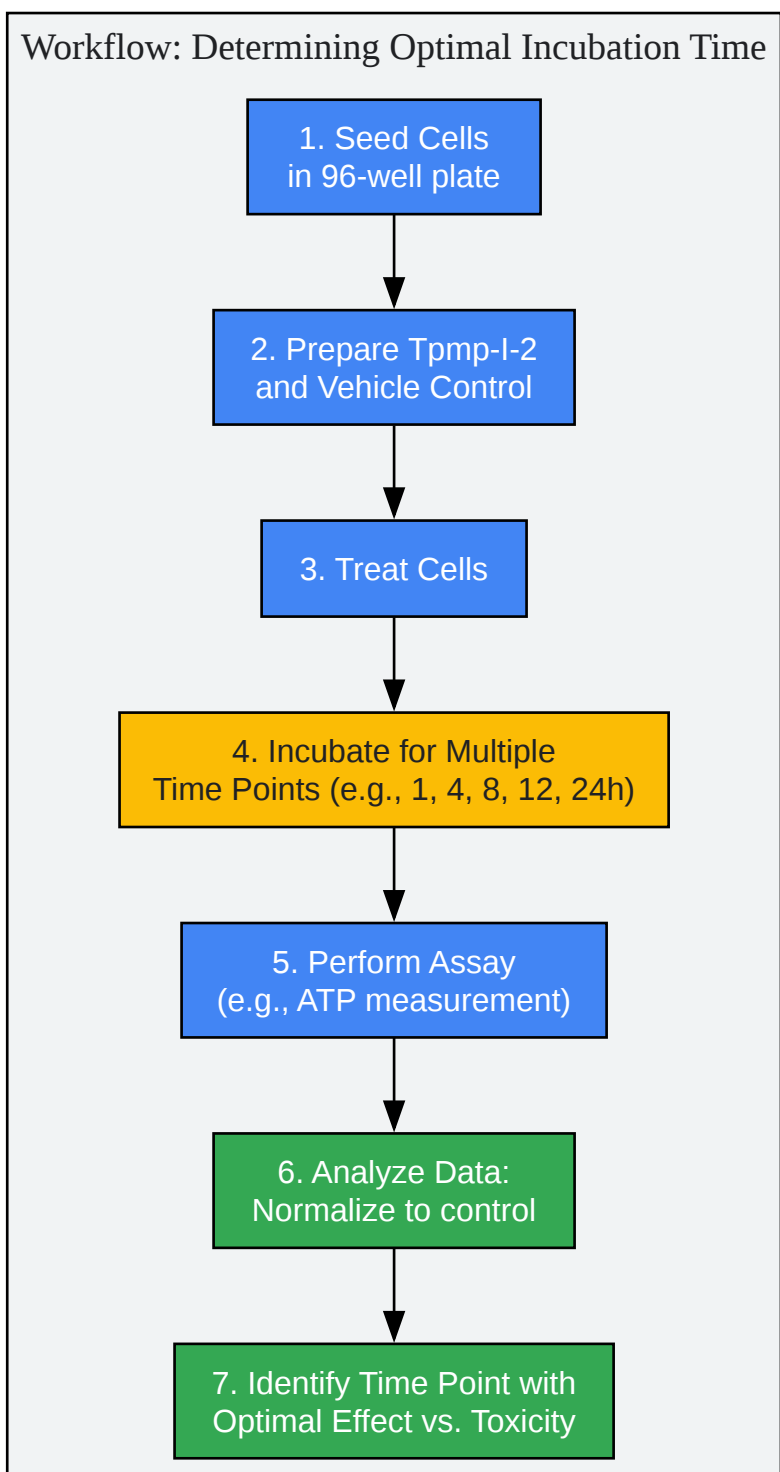 Workflow: Determining Optimal Incubation Time
1. Seed Cells
in 96-well plate
2. Prepare Tpmp-I-2
and Vehicle Control
3. Treat Cells
4. Incubate for Multiple
Time Points (e.g., 1, 4, 8, 12, 24h)
5. Perform Assay
(e.g., ATP measurement)
6. Analyze Data:
Normalize to control
7. Identify Time Point with
Optimal Effect vs. Toxicity